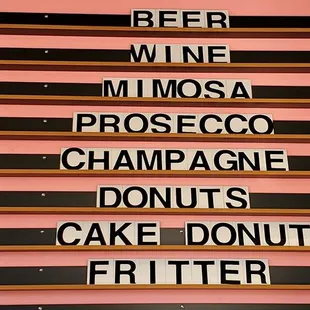 BEER
WINE
MIMOSA
PROSECCO
CHAMPAGNE
DONUTS
CAKE DONUT
FRITTER